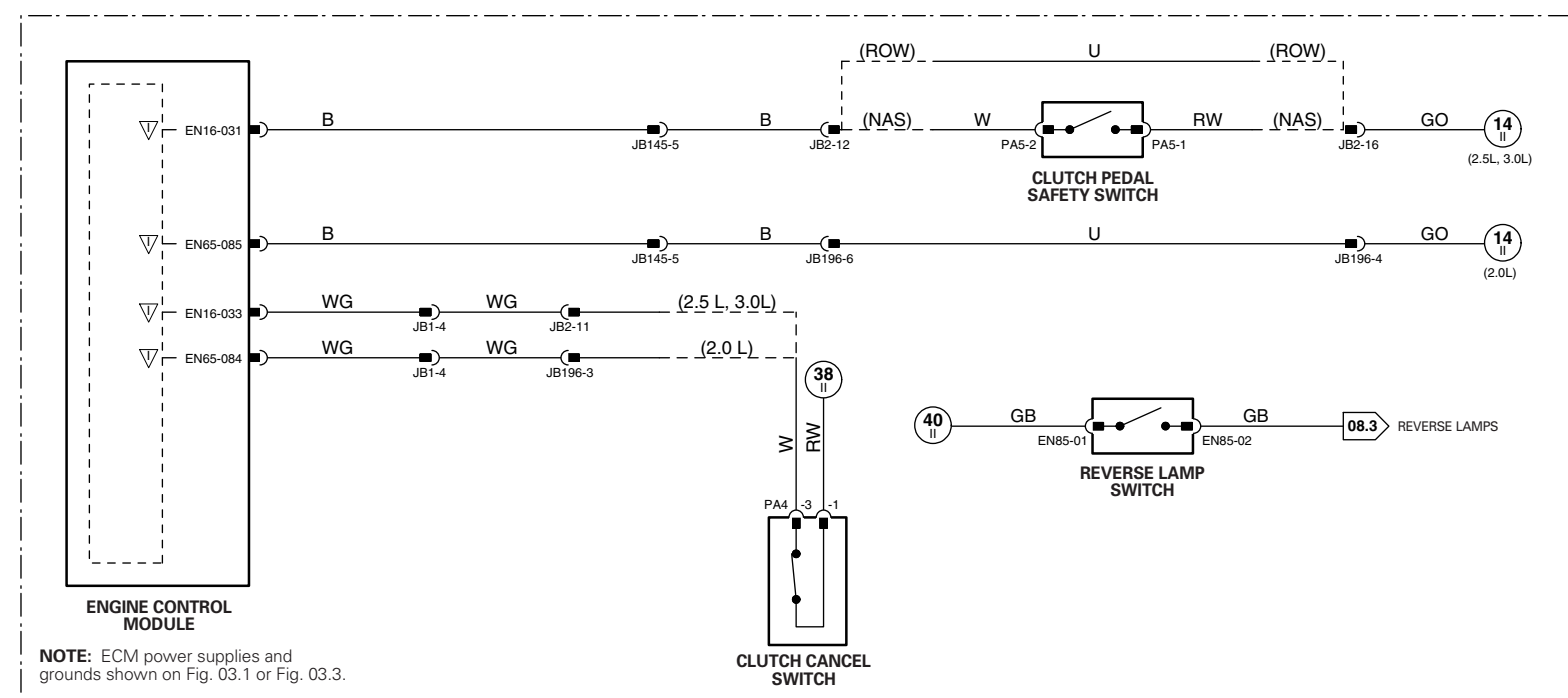 (ROW) U (ROW)
EN16-031 B JB145-5 B JB2-12 (NAS) W PA5-2 PA5-1 RW (NAS) JB2-16 GO 14 II
(2.5L, 3.0L)
CLUTCH PEDAL
SAFETY SWITCH
EN65-085 B JB145-5 B JB196-6 U JB196-4 GO 14 II
(2.0L)
EN16-033 WG JB1-4 WG JB2-11 (2.5 L, 3.0L)
EN65-084 WG JB1-4 WG JB196-3 (2.0 L)
38 II
W RW
40 II GB EN85-01 EN85-02 GB 08.3 REVERSE LAMPS
REVERSE LAMP
SWITCH
PA4 -3 -1
CLUTCH CANCEL
SWITCH
I
I
I
I
ENGINE CONTROL
MODULE
NOTE: ECM power supplies and
grounds shown on Fig. 03.1 or Fig. 03.3.